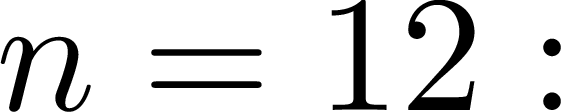 n = 12 :